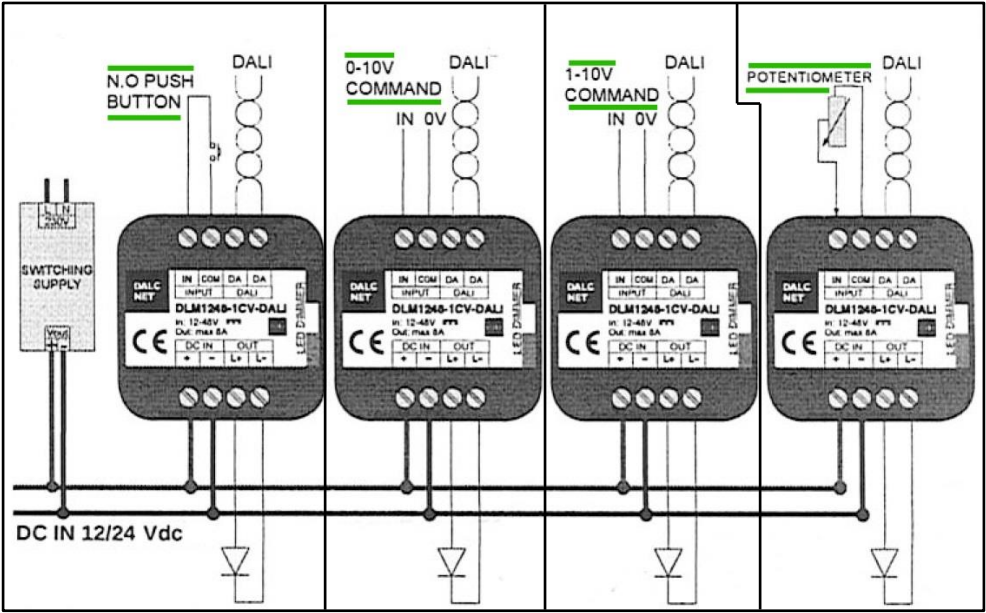 N.O PUSH
BUTTON
DALI
0-10V
COMMAND
IN 0V
DALI
1-10V
COMMAND
IN 0V
DALI
POTENTIOMETER
DALI
L N
230V
SWITCHING
SUPPLY
+ -
DALC
NET
IN COM DA DA
INPUT DALI
DLM1248-1CV-DALI
In: 12-48V
Out: max 8A
CE
DC IN OUT
+ - L+ L-
LED DIMMER
DALC
NET
IN COM DA DA
INPUT DALI
DLM1248-1CV-DALI
In: 12-48V
Out: max 8A
CE
DC IN OUT
+ - L+ L-
LED DIMMER
DALC
NET
IN COM DA DA
INPUT DALI
DLM1248-1CV-DALI
In: 12-48V
Out: max 8A
CE
DC IN OUT
+ - L+ L-
LED DIMMER
DALC
NET
IN COM DA DA
INPUT DALI
DLM1248-1CV-DALI
In: 12-48V
Out: max 8A
CE
DC IN OUT
+ - L+ L-
LED DIMMER
DC IN 12/24 Vdc